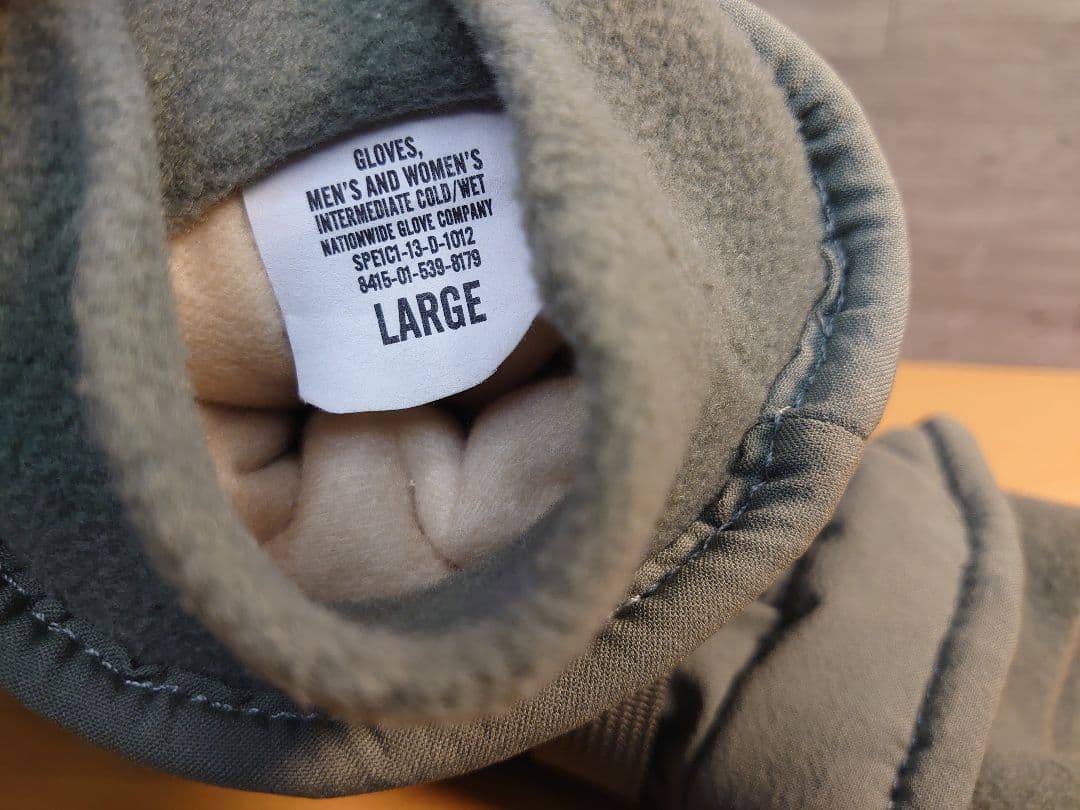 GLOVES,
MEN'S AND WOMEN'S
INTERMEDIATE COLD/WET
NATIONWIDE GLOVE COMPANY
SPE1C1-13-D-1012
8415-01-539-8179
LARGE